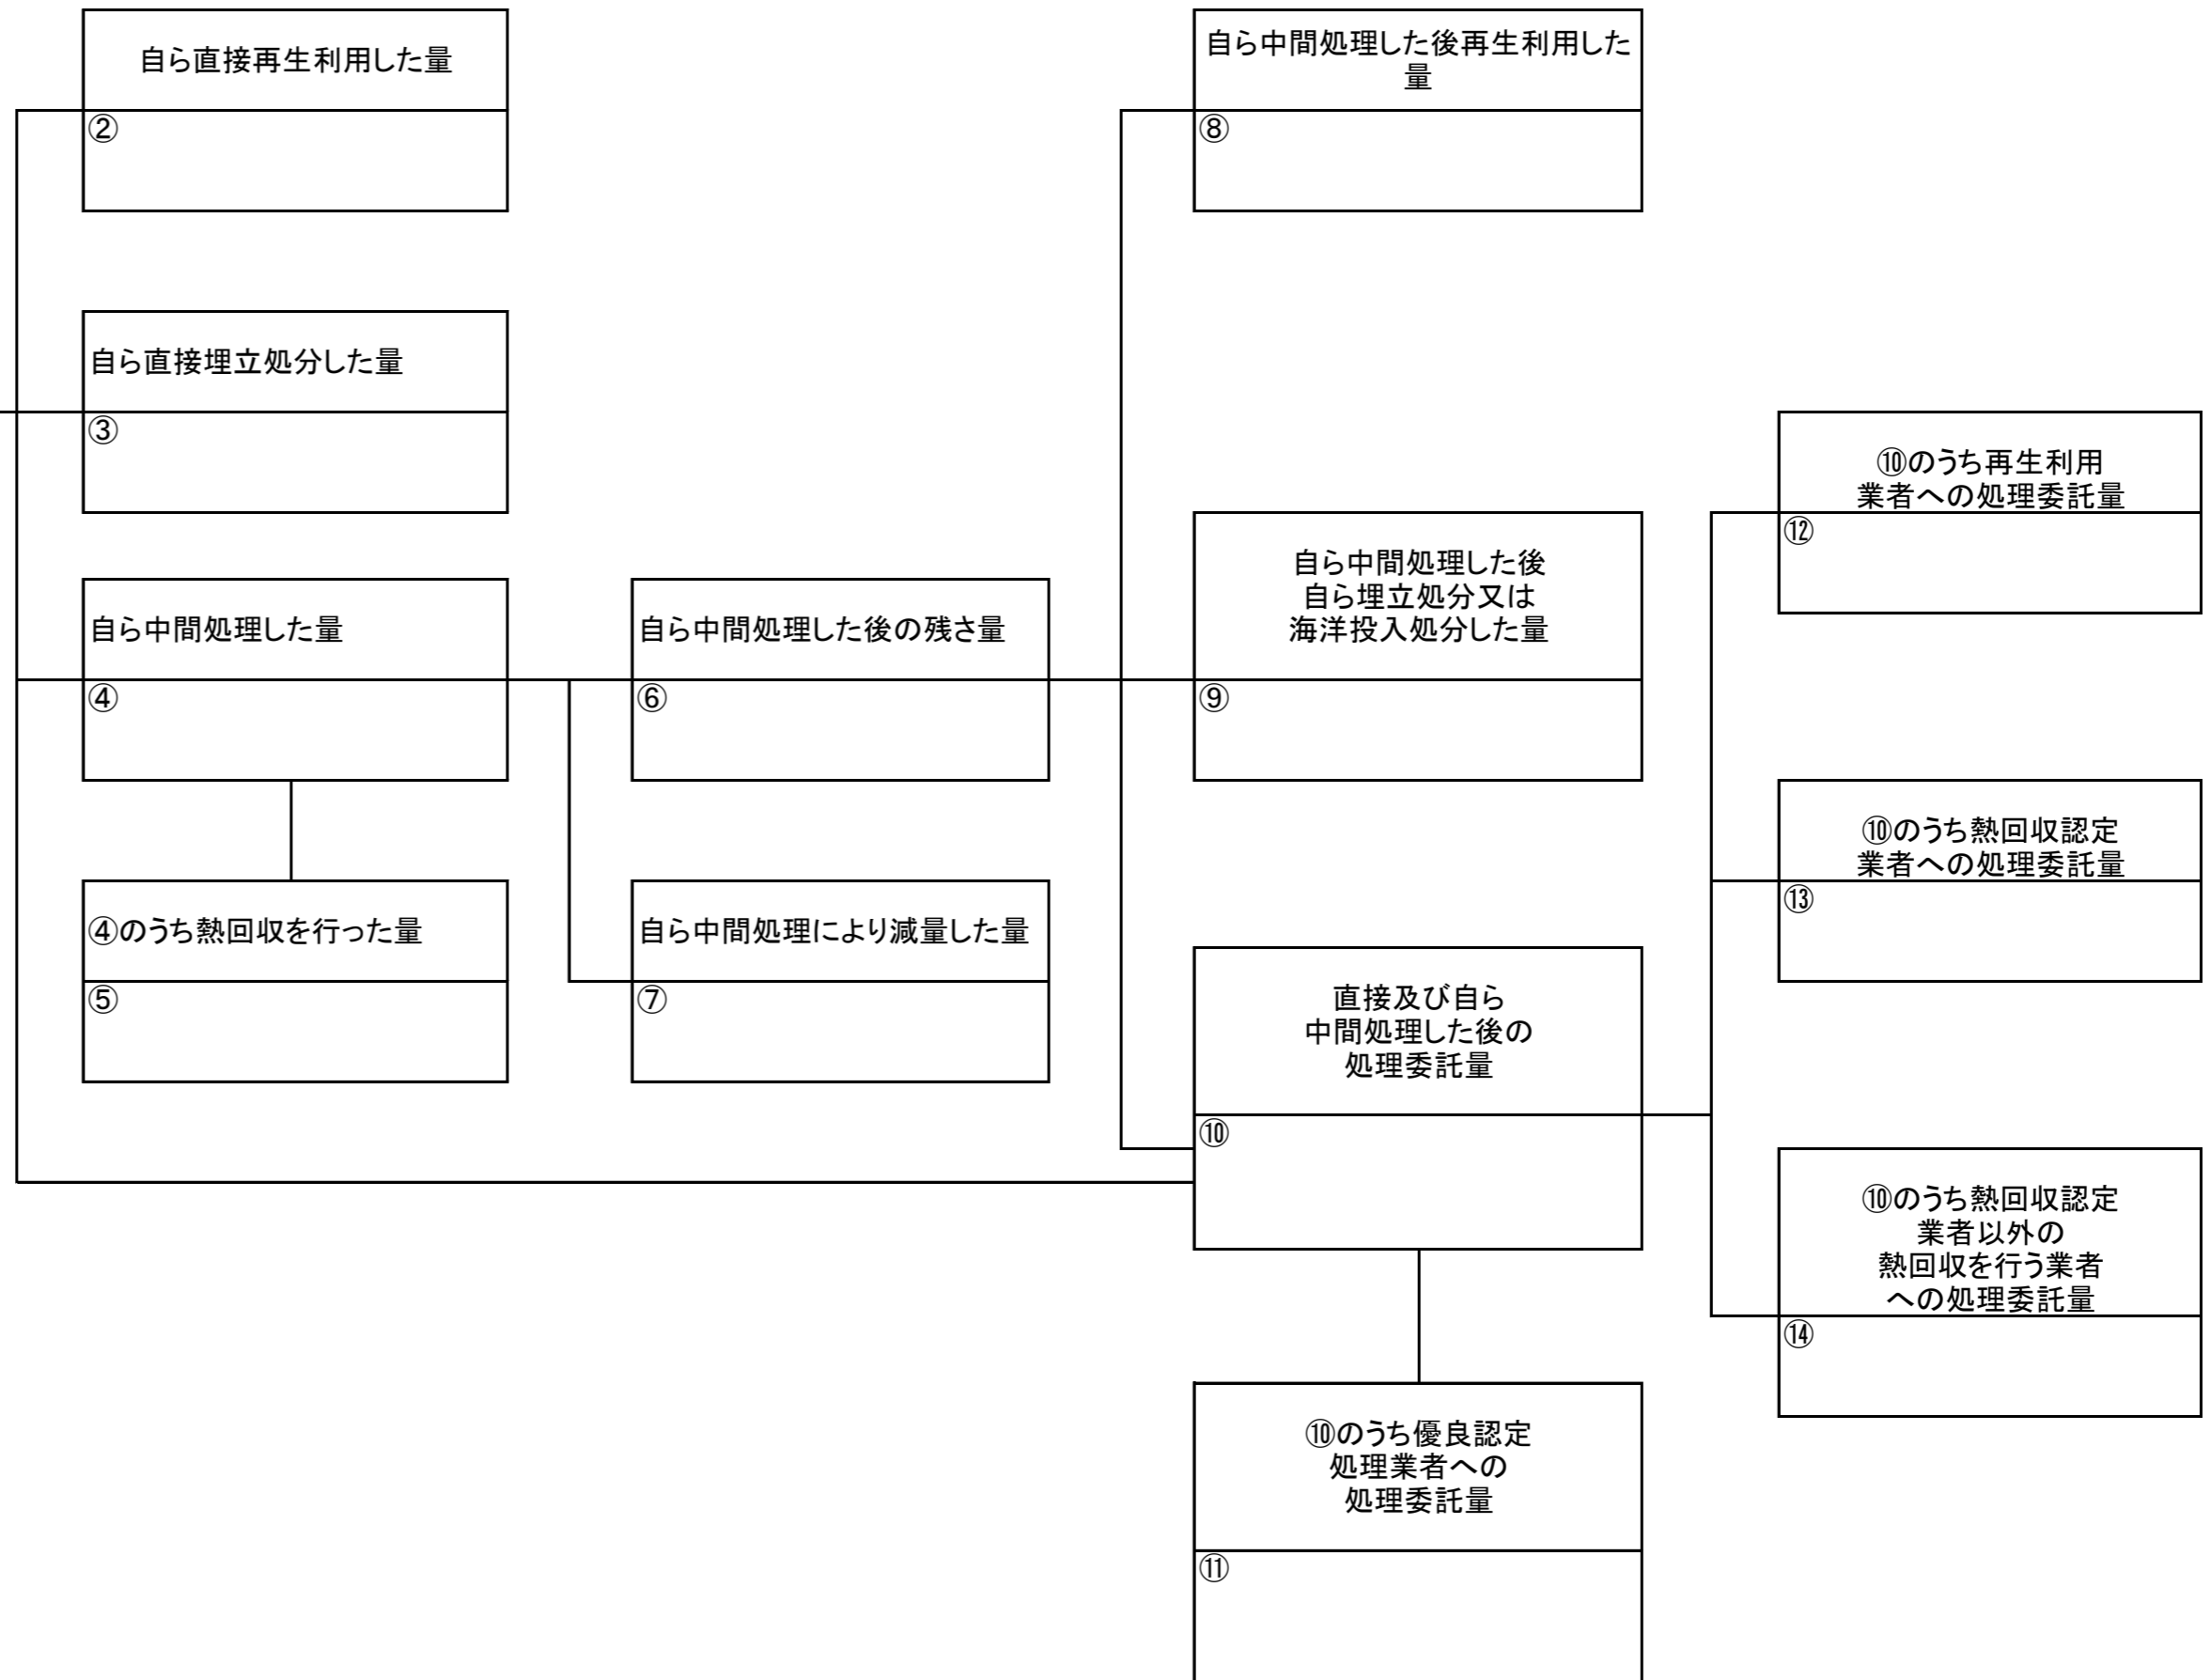 自ら直接再生利用した量
②
自ら直接埋立処分した量
③
自ら中間処理した量
④
④のうち熱回収を行った量
⑤
自ら中間処理した後の残さ量
⑥
自ら中間処理により減量した量
⑦
自ら中間処理した後再生利用した
量
⑧
自ら中間処理した後
自ら埋立処分又は
海洋投入処分した量
⑨
直接及び自ら
中間処理した後の
処理委託量
⑩
⑩のうち優良認定
処理業者への
処理委託量
⑪
⑩のうち再生利用
業者への処理委託量
⑫
⑩のうち熱回収認定
業者への処理委託量
⑬
⑩のうち熱回収認定
業者以外の
熱回収を行う業者
への処理委託量
⑭